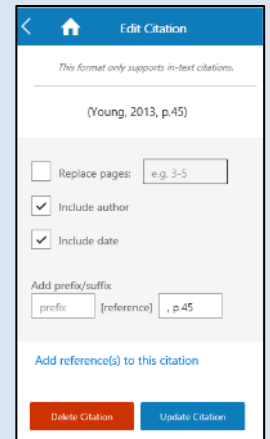 Edit Citation
This format only supports in-text citations.
(Young, 2013, p.45)
Replace pages: e.g. 3-5
Include author
Include date
Add prefix/suffix
prefix [reference] , p.45
Add reference(s) to this citation
Delete Citation Update Citation